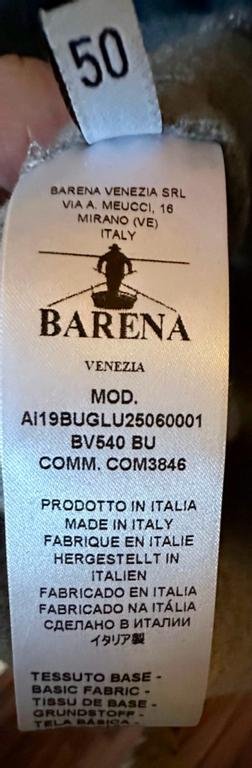 50
BARENA VENEZIA SRL
VIA A. MEUCCI, 16
MIRANO (VE)
ITALY
BARENA
VENEZIA
MOD.
AI19BUGLU25060001
BV540 BU
COMM. COM3846
PRODOTTO IN ITALIA
MADE IN ITALY
FABRIQUE EN ITALIE
HERGESTELLT IN
ITALIEN
FABRICADO EN ITALIA
FABRICADO NA ITÁLIA
СДЕЛАНО В ИТАЛИИ
イタリア製
TESSUTO BASE -
BASIC FABRIC -
TISSU DE BASE -
GRUNDSTOFF -
TELA BÁSICA -